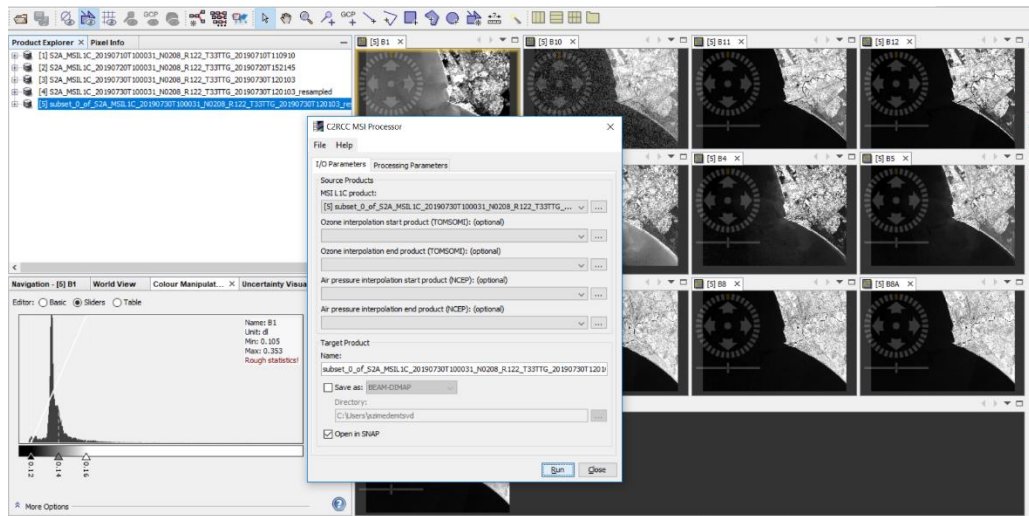 GCP
GCP
Product Explorer × Pixel Info
[1] S2A_MSIL1C_20190710T100031_N0208_R122_T33TTG_20190710T110910
[2] S2A_MSIL1C_20190720T100031_N0208_R122_T33TTG_20190720T152145
[3] S2A_MSIL1C_20190730T100031_N0208_R122_T33TTG_20190730T120103
[4] S2A_MSIL1C_20190730T100031_N0208_R122_T33TTG_20190730T120103_resampled
[5] subset_0_of_S2A_MSIL1C_20190730T100031_N0208_R122_T33TTG_20190730T120103_res
[5] B1 ×
[5] B10 ×
[5] B11 ×
[5] B12 ×
[5] B4 ×
[5] B5 ×
[5] B8 ×
[5] B8A ×
C2RCC MSI Processor ×
File Help
I/O Parameters Processing Parameters
Source Products
MSI L1C product:
[5] subset_0_of_S2A_MSIL1C_20190730T100031_N0208_R122_T33TTG_... ...
Ozone interpolation start product (TOMSOMI): (optional)
...
Ozone interpolation end product (TOMSOMI): (optional)
...
Air pressure interpolation start product (NCEP): (optional)
...
Air pressure interpolation end product (NCEP): (optional)
...
Target Product
Name:
subset_0_of_S2A_MSIL1C_20190730T100031_N0208_R122_T33TTG_20190730T1201
Save as: BEAM-DIMAP
Directory:
C:\Users\szimedentsvd
...
Open in SNAP
Run Close
Navigation - [5] B1 World View Colour Manipulat... × Uncertainty Visua
Editor: Basic Sliders Table
Name: B1
Unit: dl
Min: 0.105
Max: 0.353
Rough statistics!
0.12
0.14
0.16
More Options